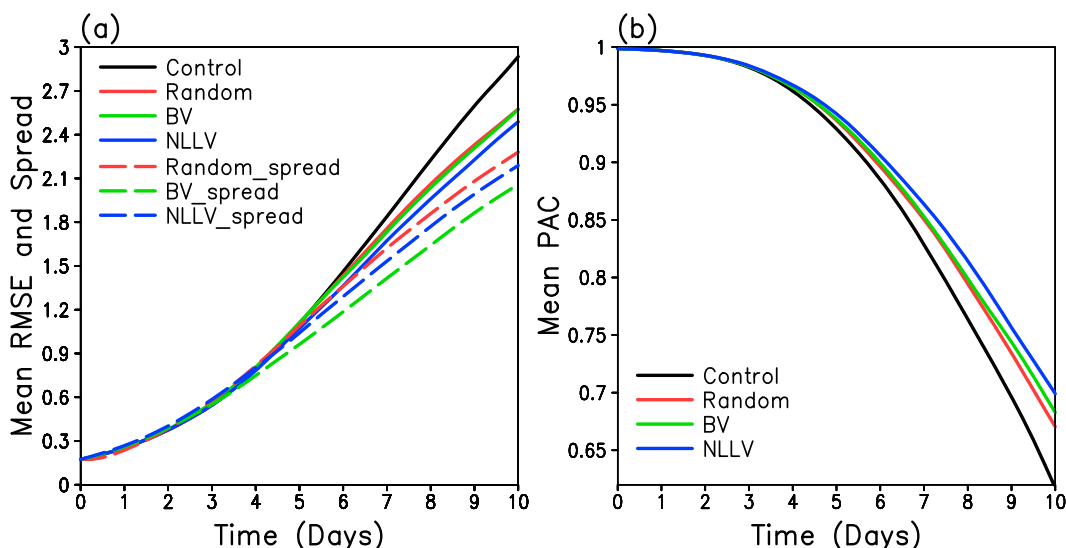 (a)
Mean RMSE and Spread
3
2.7
2.4
2.1
1.8
1.5
1.2
0.9
0.6
0.3
0
Control
Random
BV
NLLV
Random_spread
BV_spread
NLLV_spread
0 1 2 3 4 5 6 7 8 9 10
Time (Days)
(b)
Mean PAC
1
0.95
0.9
0.85
0.8
0.75
0.7
0.65
Control
Random
BV
NLLV
0 1 2 3 4 5 6 7 8 9 10
Time (Days)